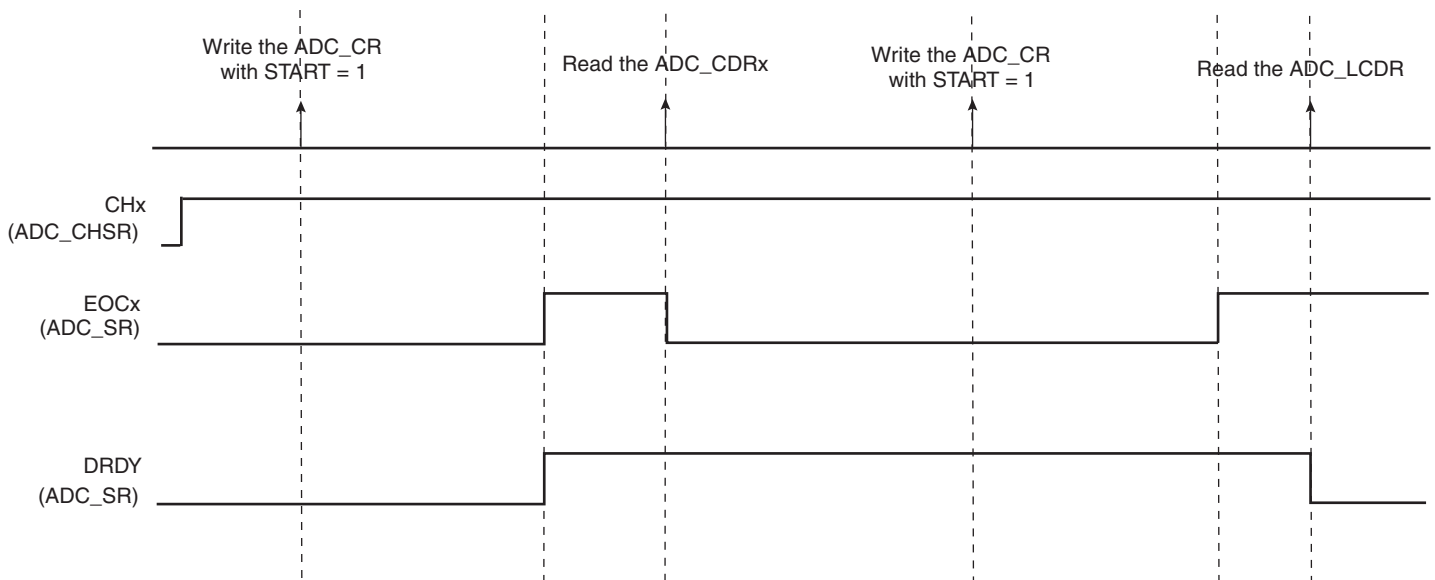 Write the ADC_CR
with START = 1
Read the ADC_CDRx
Write the ADC_CR
with START = 1
Read the ADC_LCDR
CHx
(ADC_CHSR)
EOCx
(ADC_SR)
DRDY
(ADC_SR)